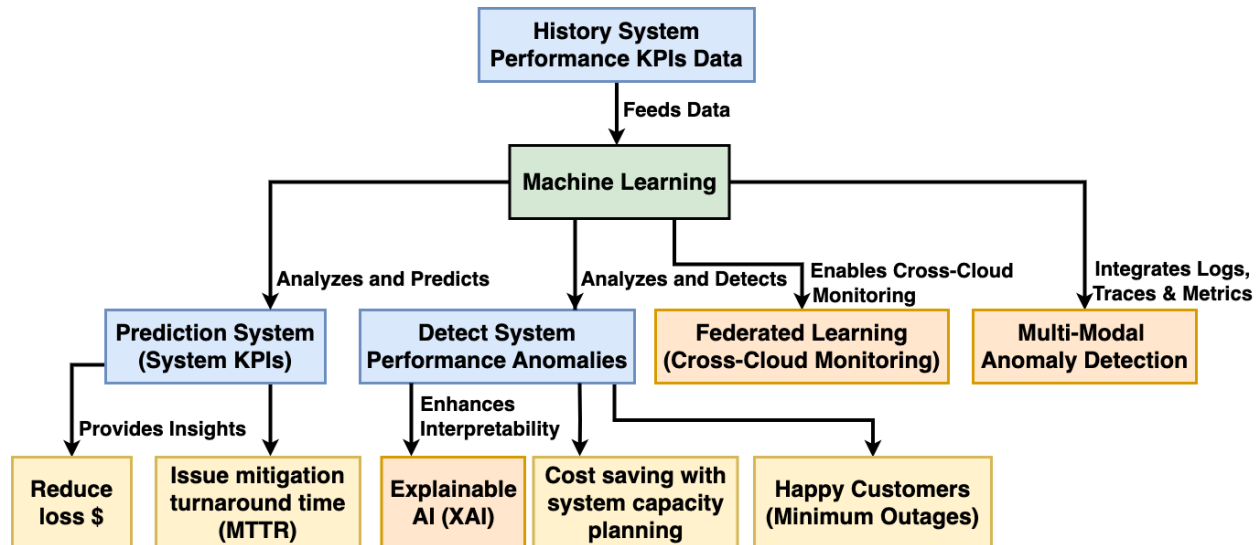 History System
Performance KPIs Data
Feeds Data
Machine Learning
Analyzes and Predicts
Analyzes and Detects
Enables Cross-Cloud
Monitoring
Integrates Logs,
Traces & Metrics
Prediction System
(System KPIs)
Detect System
Performance Anomalies
Federated Learning
(Cross-Cloud Monitoring)
Multi-Modal
Anomaly Detection
Provides Insights
Enhances
Interpretability
Reduce
loss $
Issue mitigation
turnaround time
(MTTR)
Explainable
AI (XAI)
Cost saving with
system capacity
planning
Happy Customers
(Minimum Outages)